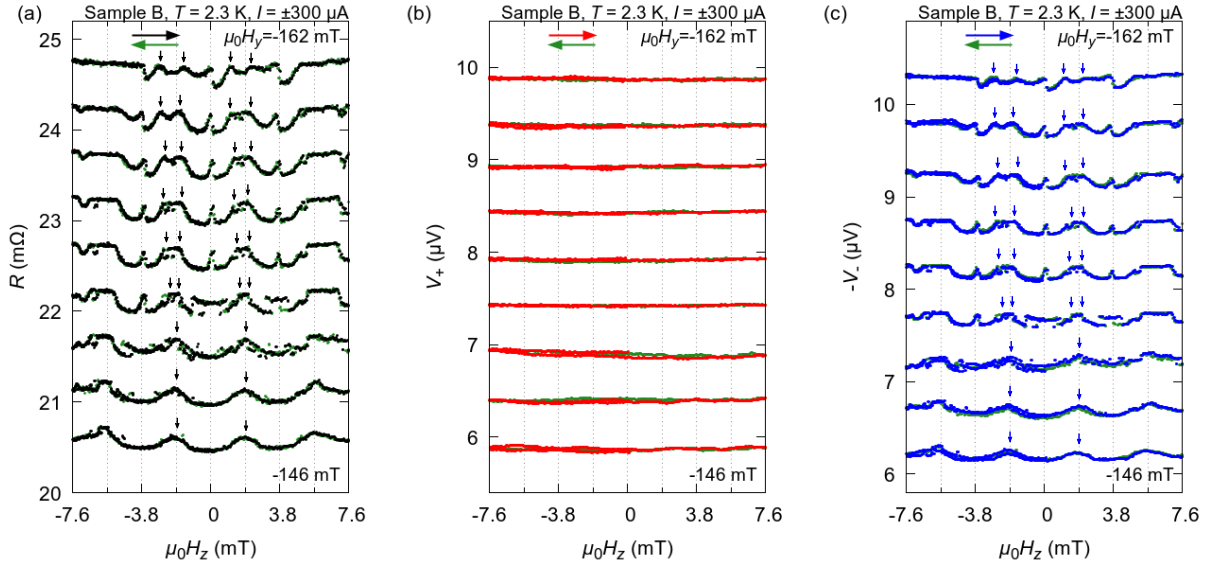 (a) Sample B, T = 2.3 K, I = ±300 μA
μ₀Hy=-162 mT
25
24
23
22
21
20
R (mΩ)
-146 mT
-7.6 -3.8 0 3.8 7.6
μ₀Hz (mT)
(b) Sample B, T = 2.3 K, I = ±300 μA
μ₀Hy=-162 mT
10
9
8
7
6
V₊ (μV)
-146 mT
-7.6 -3.8 0 3.8 7.6
μ₀Hz (mT)
(c) Sample B, T = 2.3 K, I = ±300 μA
μ₀Hy=-162 mT
10
9
8
7
-6
-V₋ (μV)
-146 mT
-7.6 -3.8 0 3.8 7.6
μ₀Hz (mT)